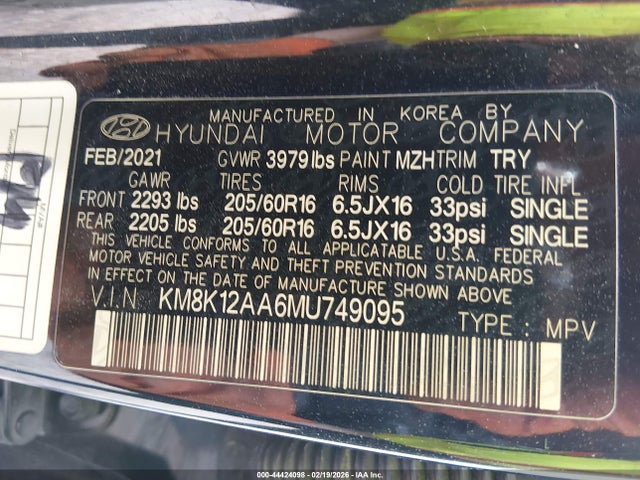 MANUFACTURED IN KOREA BY
HYUNDAI MOTOR COMPANY
FEB/2021 GVWR 3979 lbs PAINT MZH TRIM TRY
GAWR TIRES RIMS COLD TIRE INFL
FRONT 2293 lbs 205/60R16 6.5JX16 33psi SINGLE
REAR 2205 lbs 205/60R16 6.5JX16 33psi SINGLE
THIS VEHICLE CONFORMS TO ALL APPLICABLE U.S.A. FEDERAL
MOTOR VEHICLE SAFETY AND THEFT PREVENTION STANDARDS
IN EFFECT ON THE DATE OF MANUFACTURE SHOWN ABOVE
V.I.N KM8K12AA6MU749095 TYPE : MPV
000-44424098 - 02/19/2026 - IAA Inc.